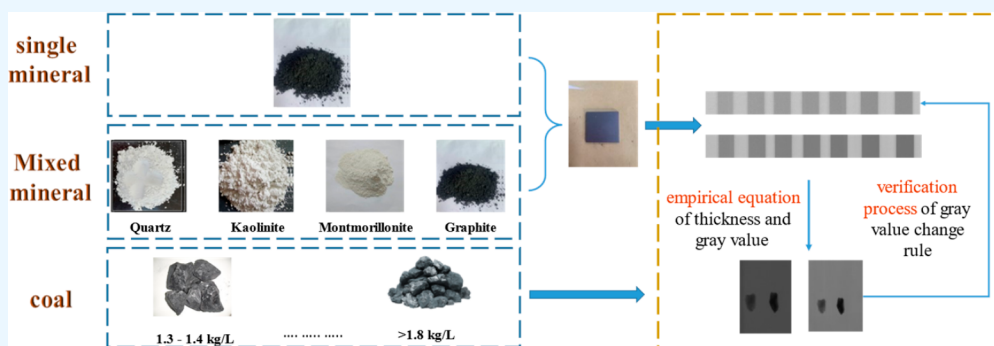 single
mineral
Mixed
mineral
Quartz
Kaolinite
Montmorillonite
Graphite
coal
1.3 - 1.4 kg/L
.... ..... .....
>1.8 kg/L
empirical equation
of thickness and
gray value
verification
process of gray
value change
rule